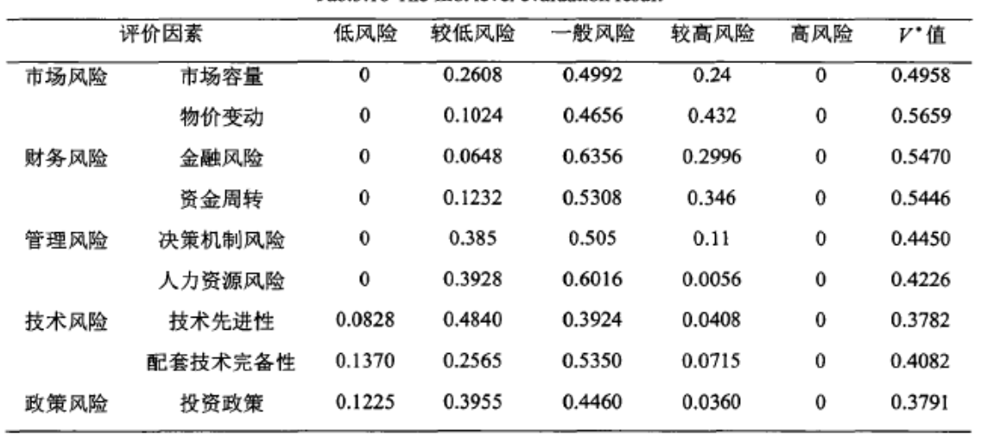 评价因素 低风险 较低风险 一般风险 较高风险 高风险 V*值
市场风险 市场容量 0 0.2608 0.4992 0.24 0 0.4958
物价变动 0 0.1024 0.4656 0.432 0 0.5659
财务风险 金融风险 0 0.0648 0.6356 0.2996 0 0.5470
资金周转 0 0.1232 0.5308 0.346 0 0.5446
管理风险 决策机制风险 0 0.385 0.505 0.11 0 0.4450
人力资源风险 0 0.3928 0.6016 0.0056 0 0.4226
技术风险 技术先进性 0.0828 0.4840 0.3924 0.0408 0 0.3782
配套技术完备性 0.1370 0.2565 0.5350 0.0715 0 0.4082
政策风险 投资政策 0.1225 0.3955 0.4460 0.0360 0 0.3791